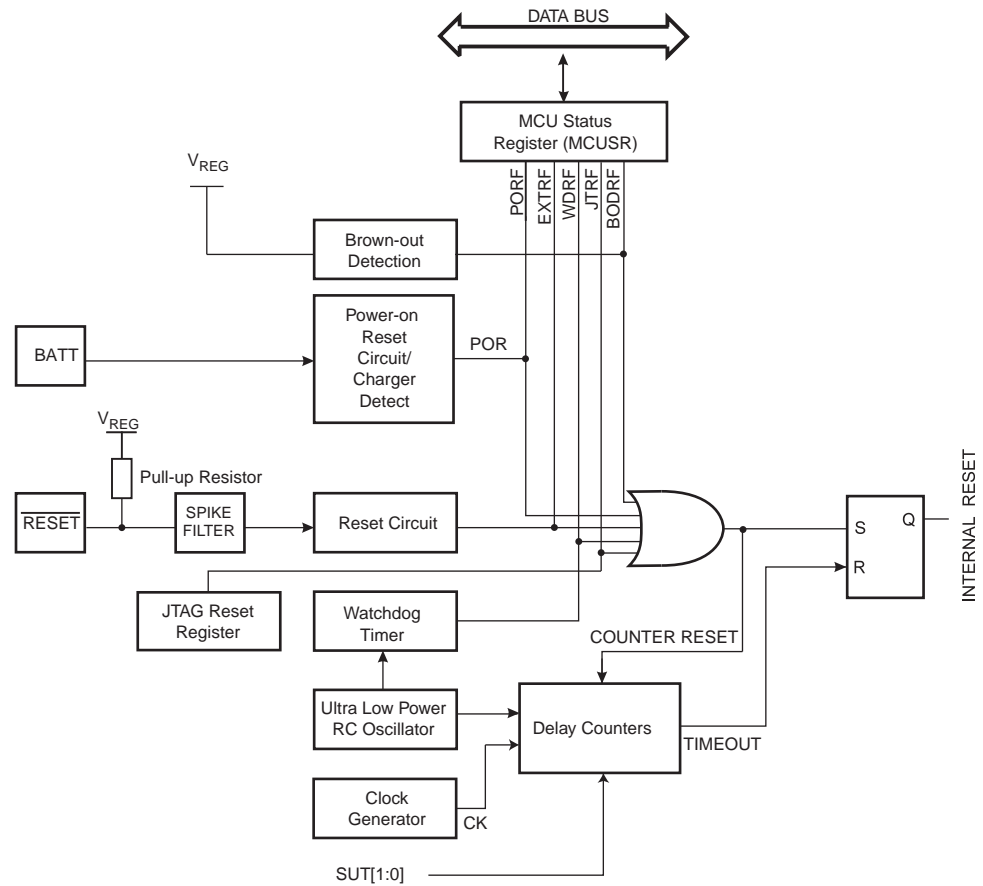 DATA BUS
MCU Status
Register (MCUSR)
PORF
EXTRF
WDRF
JTRF
BODRF
VREG
Brown-out
Detection
Power-on
Reset
Circuit/
Charger
Detect
POR
BATT
VREG
Pull-up Resistor
RESET
SPIKE
FILTER
Reset Circuit
S
Q
R
INTERNAL RESET
JTAG Reset
Register
Watchdog
Timer
COUNTER RESET
Ultra Low Power
RC Oscillator
Delay Counters
TIMEOUT
Clock
Generator
CK
SUT[1:0]